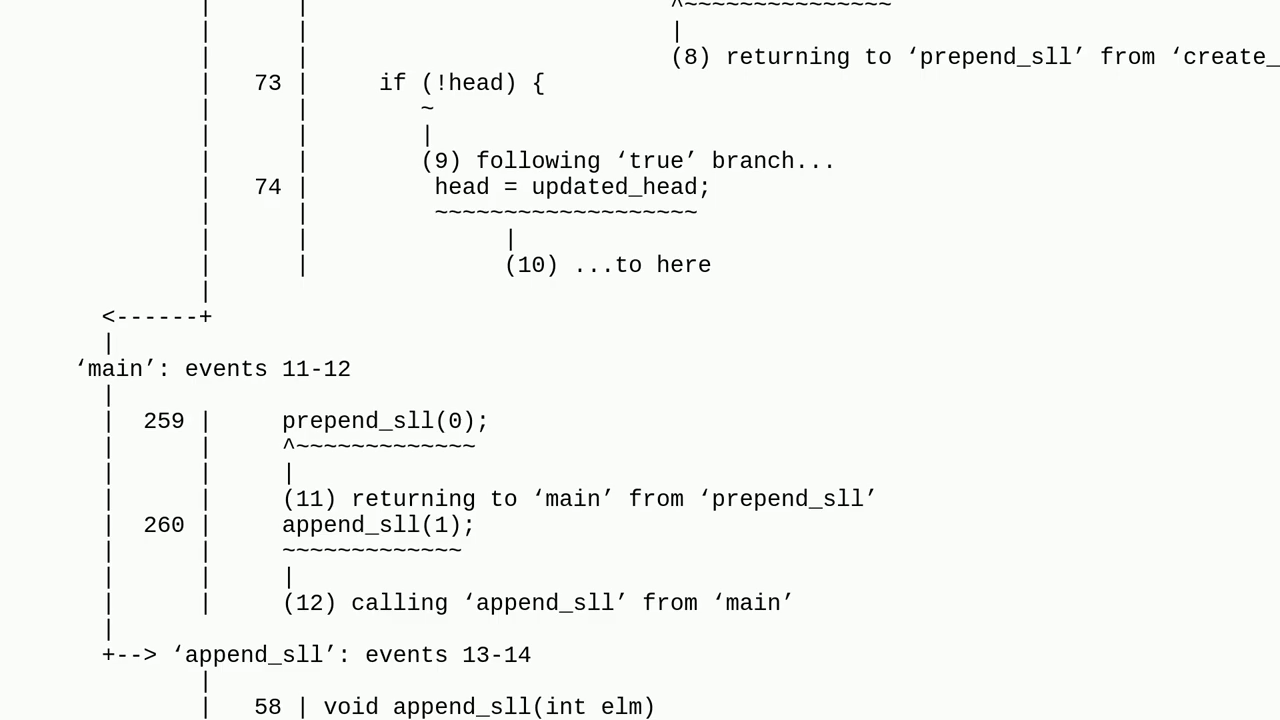 |      |                          ^~~~~~~~~~~~~~~~
           |      |                          |
           |      |                          (8) returning to ‘prepend_sll’ from ‘create_
           |   73 |     if (!head) {
           |      |        ~
           |      |        |
           |      |        (9) following ‘true’ branch...
           |   74 |         head = updated_head;
           |      |         ~~~~~~~~~~~~~~~~~~~
           |      |              |
           |      |              (10) ...to here
           |
    <------+
    |
  ‘main’: events 11-12
    |
    |  259 |     prepend_sll(0);
    |      |     ^~~~~~~~~~~~~~
    |      |     |
    |      |     (11) returning to ‘main’ from ‘prepend_sll’
    |  260 |     append_sll(1);
    |      |     ~~~~~~~~~~~~~
    |      |     |
    |      |     (12) calling ‘append_sll’ from ‘main’
    |
    +--> ‘append_sll’: events 13-14
           |
           |   58 | void append_sll(int elm)